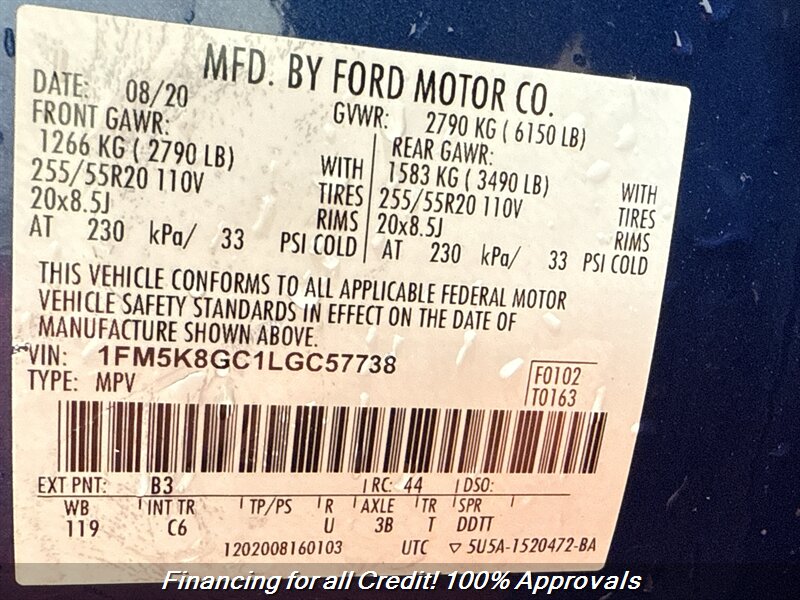 MFD. BY FORD MOTOR CO.
DATE: 08/20 GVWR: 2790 KG ( 6150 LB)
FRONT GAWR: REAR GAWR:
1266 KG ( 2790 LB) WITH 1583 KG ( 3490 LB) WITH
255/55R20 110V TIRES 255/55R20 110V TIRES
20x8.5J RIMS 20x8.5J RIMS
AT 230 kPa/ 33 PSI COLD AT 230 kPa/ 33 PSI COLD
THIS VEHICLE CONFORMS TO ALL APPLICABLE FEDERAL MOTOR
VEHICLE SAFETY STANDARDS IN EFFECT ON THE DATE OF
MANUFACTURE SHOWN ABOVE.
VIN: 1FM5K8GC1LGC57738
TYPE: MPV
F0102
T0163
EXT PNT: B3 RC: 44 DSO:
WB INT TR TP/PS R AXLE TR SPR
119 C6 U 3B T DDTT
1202008160103 UTC ▽ 5U5A-1520472-BA
Financing for all Credit! 100% Approvals